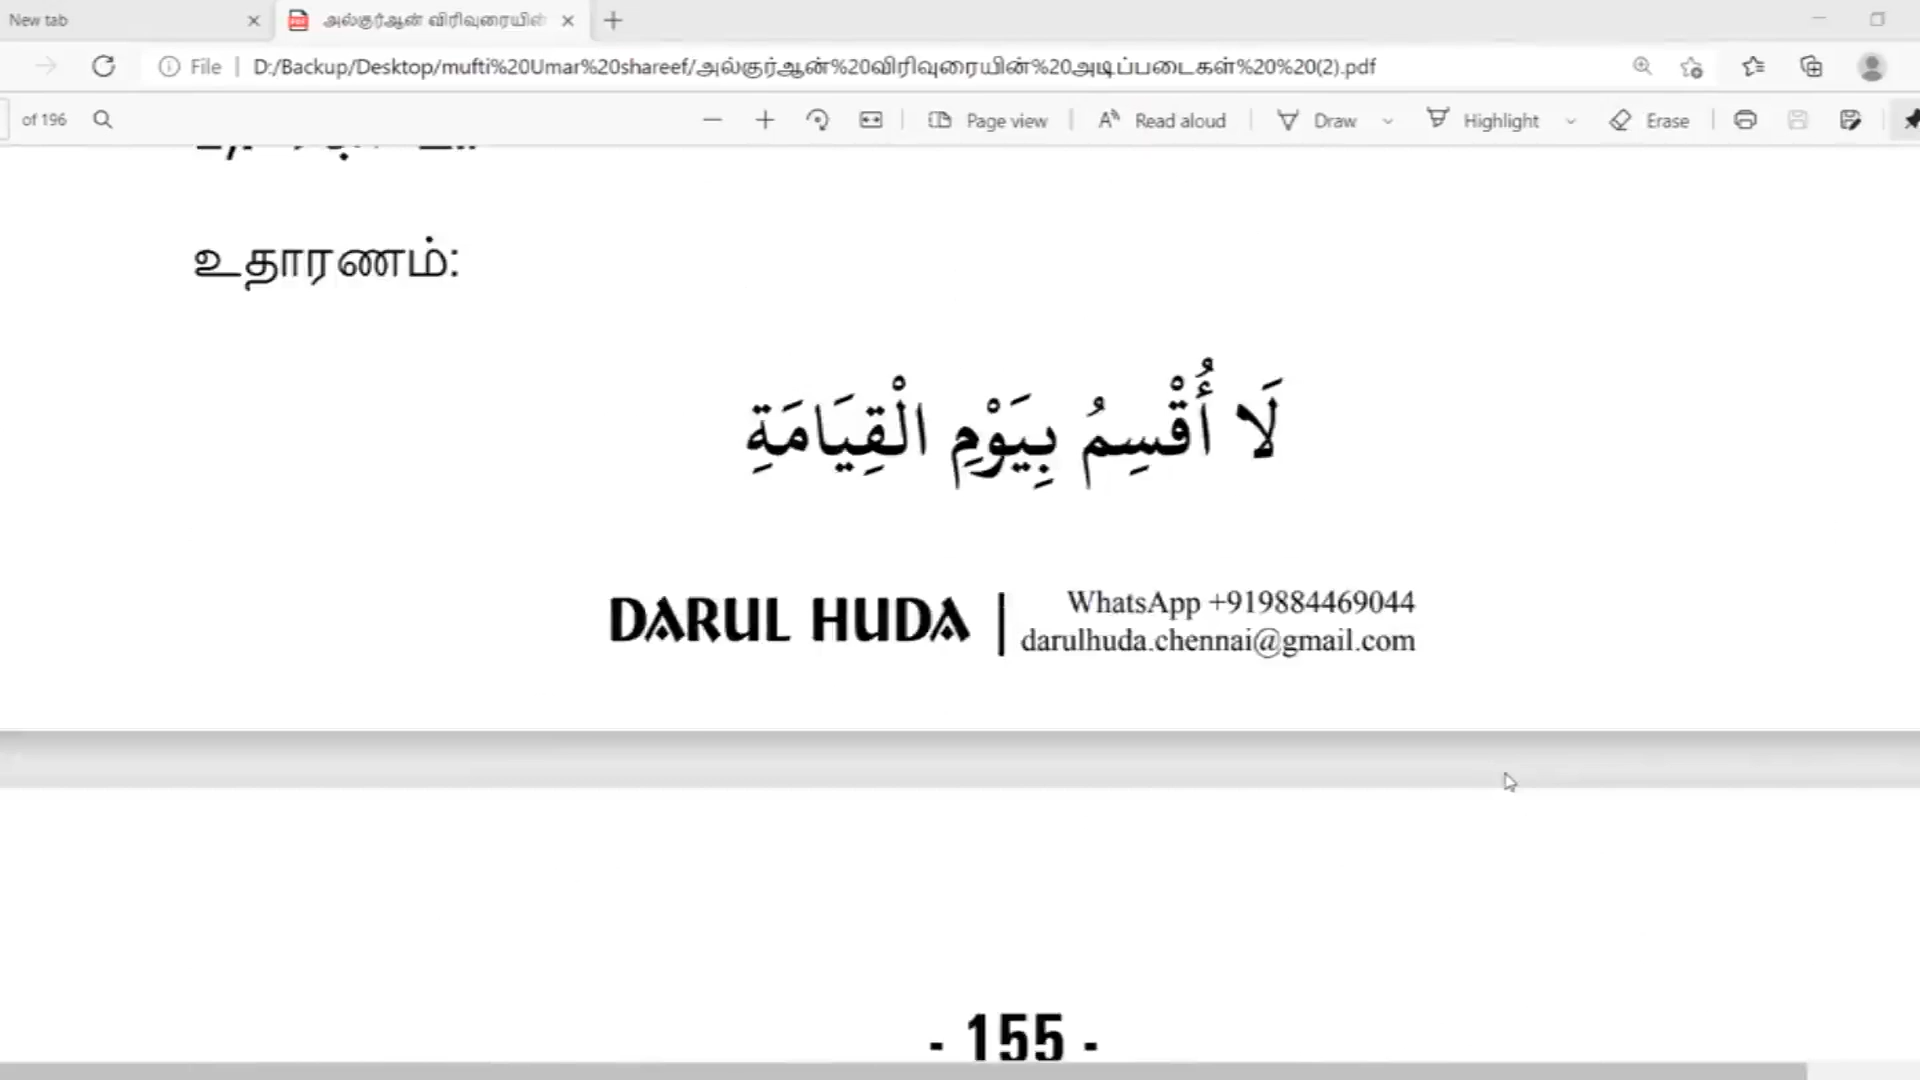 New tab
அல்குர்ஆன் விரிவுரையின்
File
D:/Backup/Desktop/mufti%20Umar%20shareef/அல்குர்ஆன்%20விரிவுரையின்%20அடிப்படைகள்%20%20(2).pdf
of 196
Page view
Read aloud
Draw
Highlight
Erase
உதாரணம்:
لَا أُقْسِمُ بِيَوْمِ الْقِيَامَةِ
DARUL HUDA
WhatsApp +919884469044
darulhuda.chennai@gmail.com
- 155 -